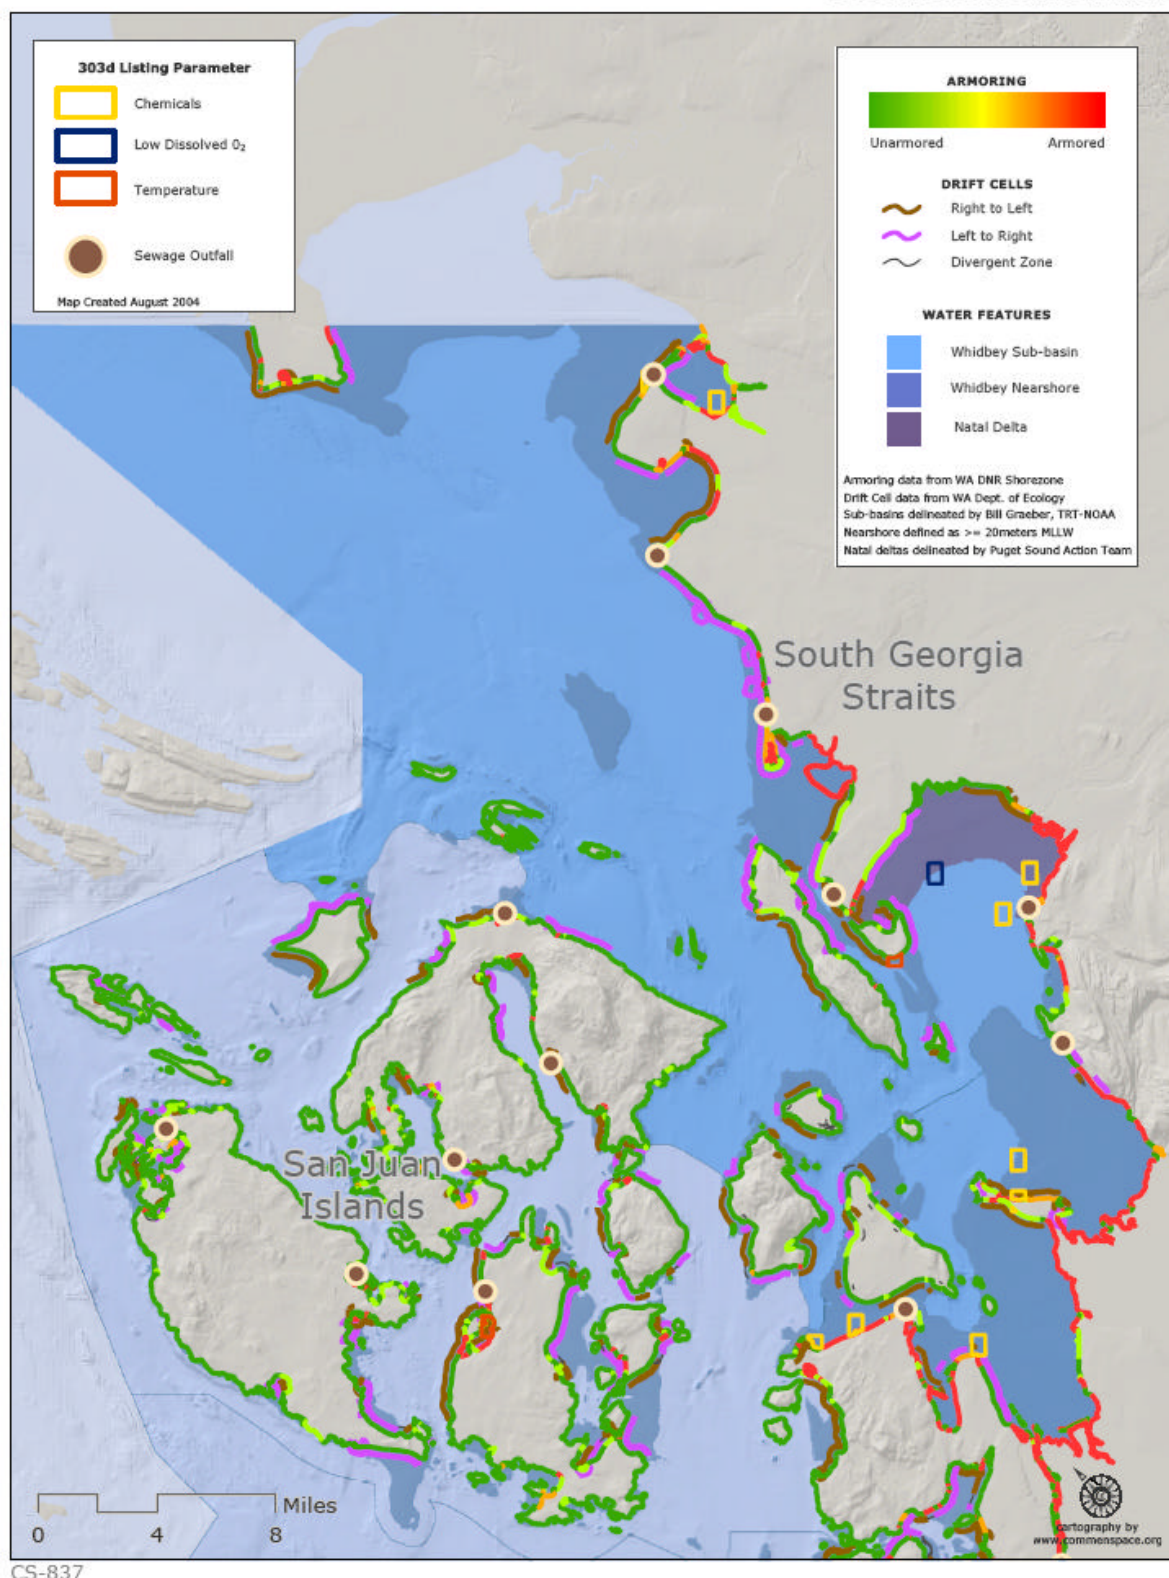 303d Listing Parameter
Chemicals
Low Dissolved 0₂
Temperature
Sewage Outfall
Map Created August 2004
ARMORING
Unarmored Armored
DRIFT CELLS
Right to Left
Left to Right
Divergent Zone
WATER FEATURES
Whidbey Sub-basin
Whidbey Nearshore
Natal Delta
Armoring data from WA DNR Shorezone
Drift Cell data from WA Dept. of Ecology
Sub-basins delineated by Bill Graeber, TRT-NOAA
Nearshore defined as >= 20meters MLLW
Natal deltas delineated by Puget Sound Action Team
South Georgia
Straits
San Juan
Islands
Miles
0 4 8
cartography by
www.commenspace.org
CS-837